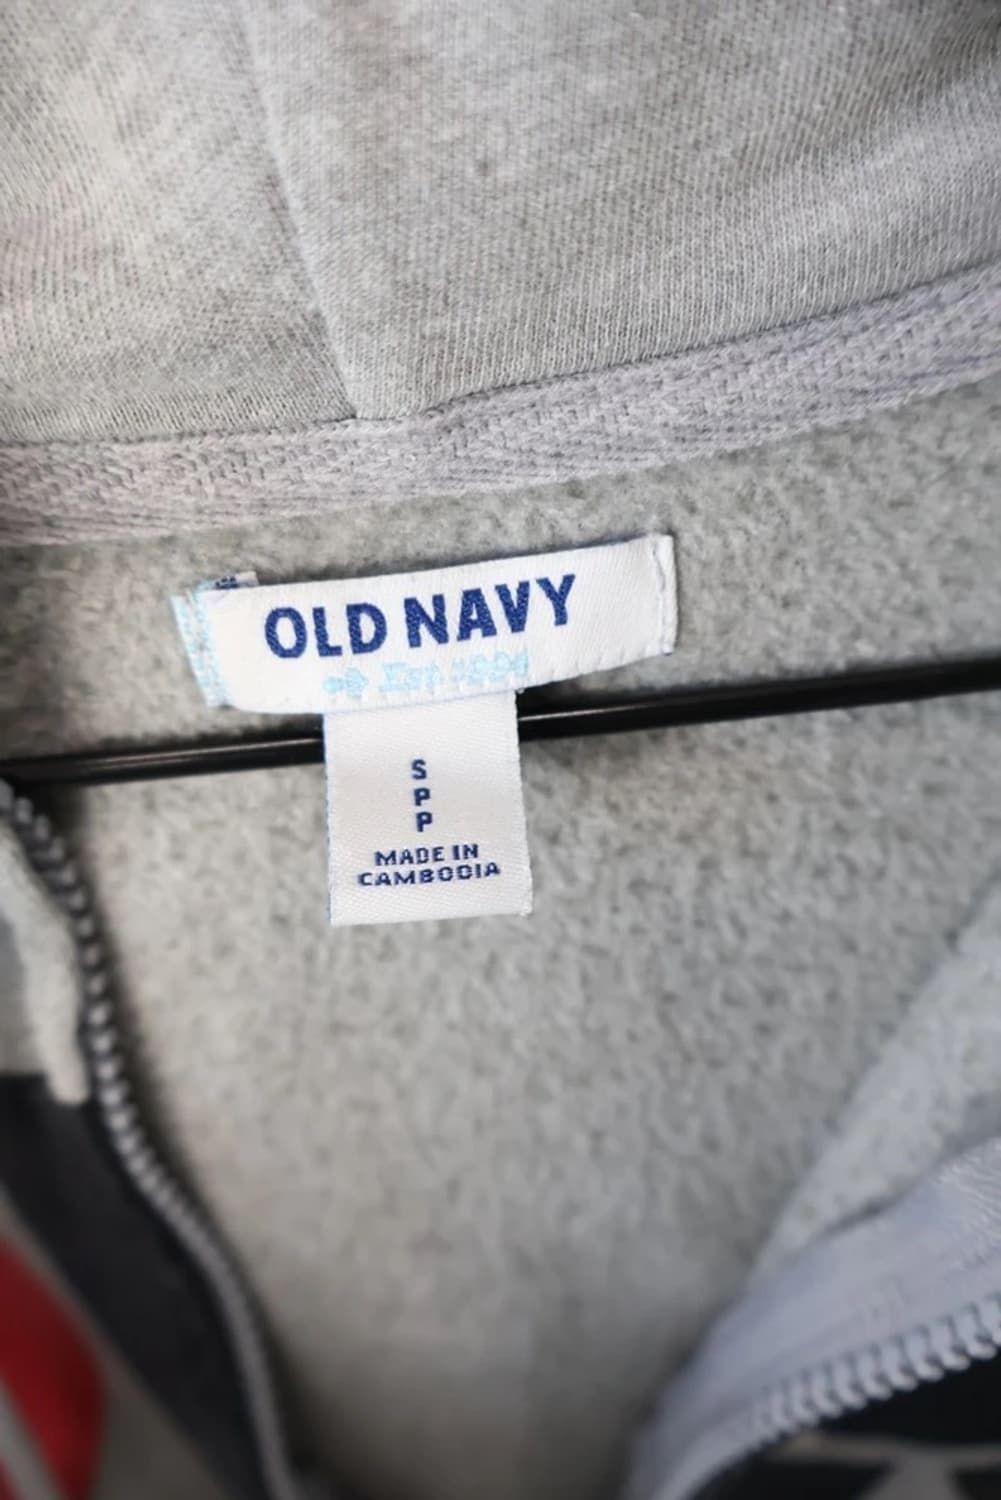 OLD NAVY
Est 1994
S
P
P
MADE IN
CAMBODIA